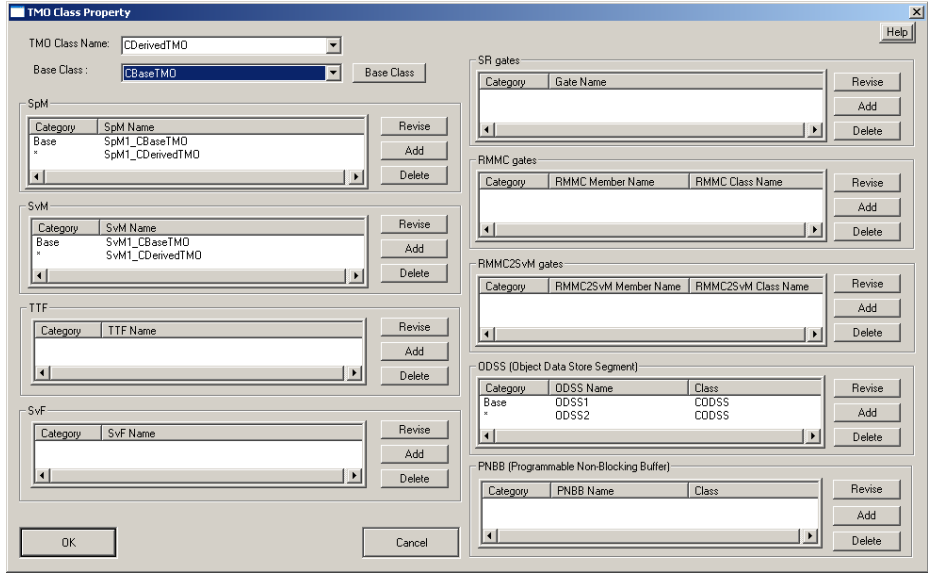 TMO Class Property
Help
TMO Class Name: CDerivedTMO
Base Class : CBaseTMO Base Class
SpM
Category SpM Name
Base SpM1_CBaseTMO
* SpM1_CDerivedTMO
Revise
Add
Delete
SvM
Category SvM Name
Base SvM1_CBaseTMO
* SvM1_CDerivedTMO
Revise
Add
Delete
TTF
Category TTF Name
Revise
Add
Delete
SvF
Category SvF Name
Revise
Add
Delete
OK
Cancel
SR gates
Category Gate Name
Revise
Add
Delete
RMMC gates
Category RMMC Member Name RMMC Class Name
Revise
Add
Delete
RMMC2SvM gates
Category RMMC2SvM Member Name RMMC2SvM Class Name
Revise
Add
Delete
ODSS (Object Data Store Segment)
Category ODSS Name Class
Base ODSS1 CODSS
* ODSS2 CODSS
Revise
Add
Delete
PNBB (Programmable Non-Blocking Buffer)
Category PNBB Name Class
Revise
Add
Delete